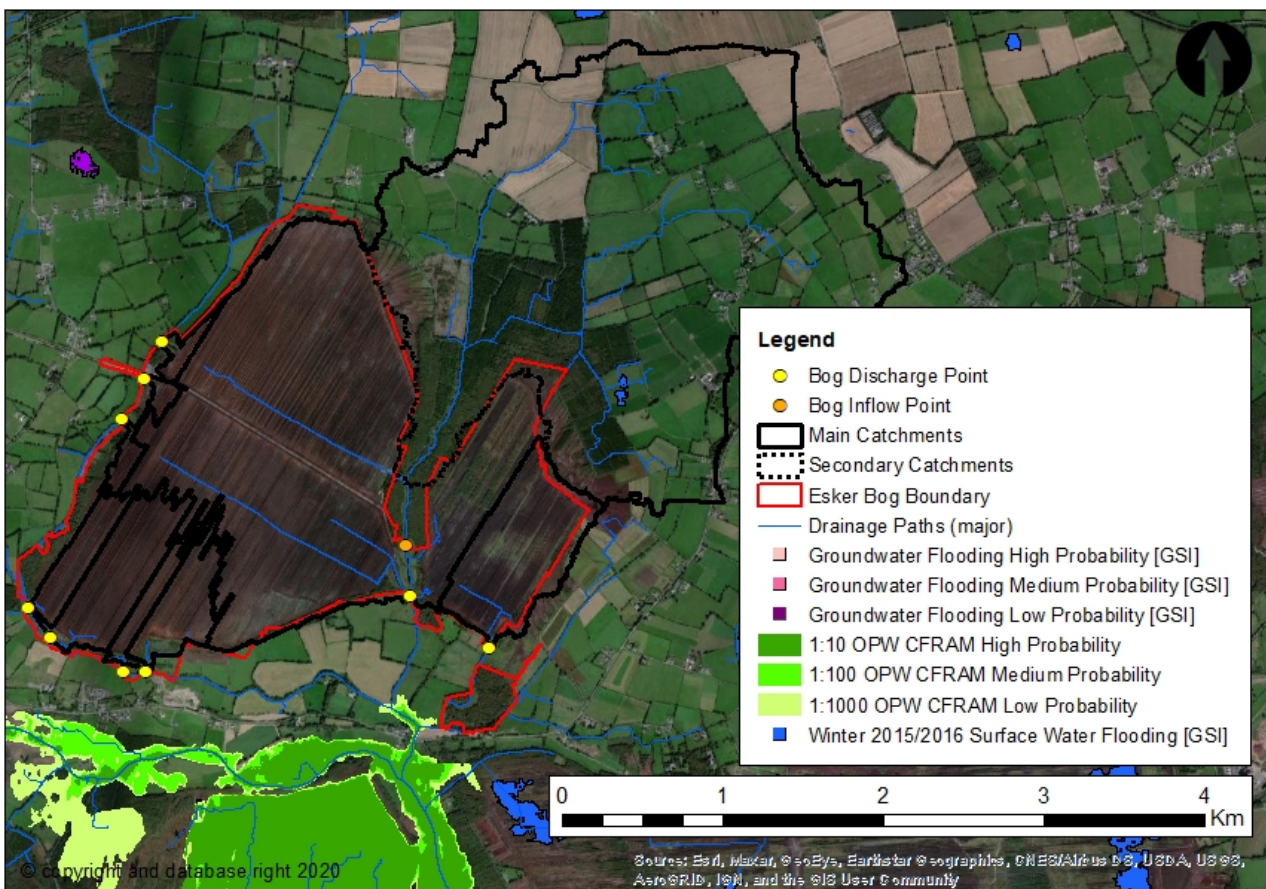 Legend
Bog Discharge Point
Bog Inflow Point
Main Catchments
Secondary Catchments
Esker Bog Boundary
Drainage Paths (major)
Groundwater Flooding High Probability [GSI]
Groundwater Flooding Medium Probability [GSI]
Groundwater Flooding Low Probability [GSI]
1:10 OPW CFRAM High Probability
1:100 OPW CFRAM Medium Probability
1:1000 OPW CFRAM Low Probability
Winter 2015/2016 Surface Water Flooding [GSI]
0 1 2 3 4
Km
© copyright and database right 2020
Source: Esri, Maxar, GeoEye, Earthstar Geographics, CNES/Airbus DS, USDA, USGS,
AeroGRID, IGN, and the GIS User Community